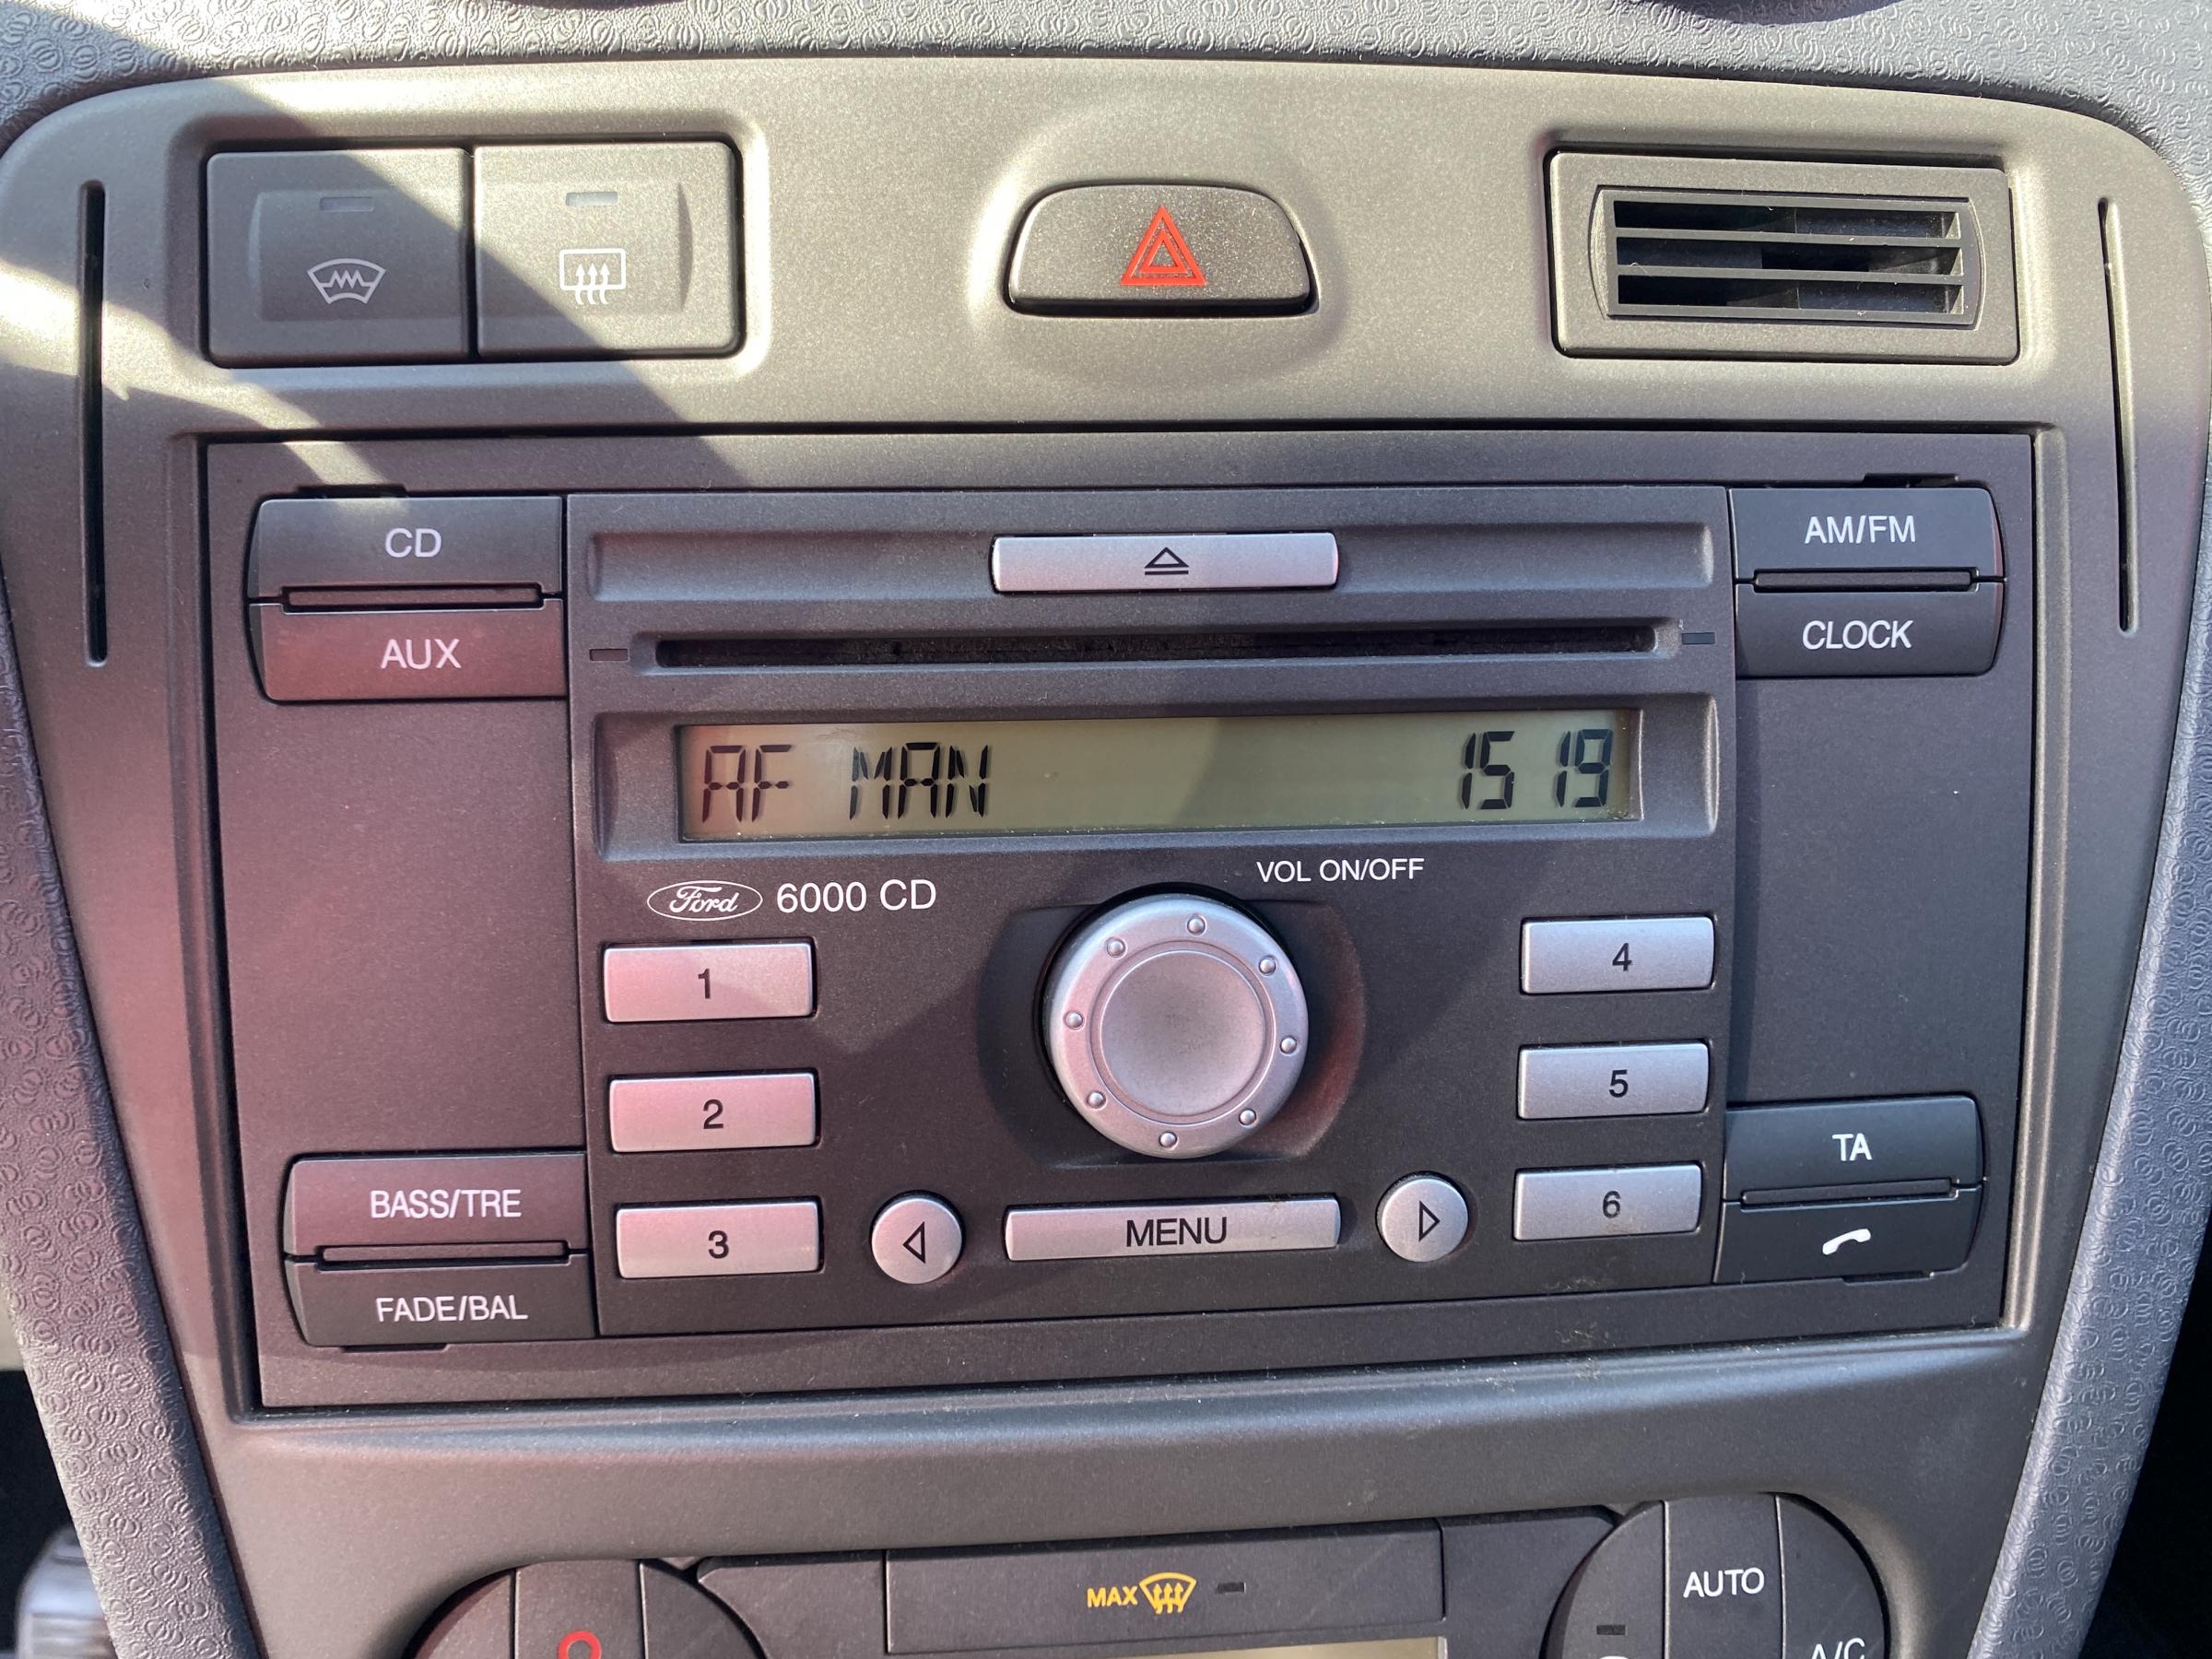 CD
AM/FM
AUX
CLOCK
AF MAN 15 19
VOL ON/OFF
Ford 6000 CD
1
4
2
5
TA
BASS/TRE
3
MENU
6
FADE/BAL
MAX
AUTO
A/C